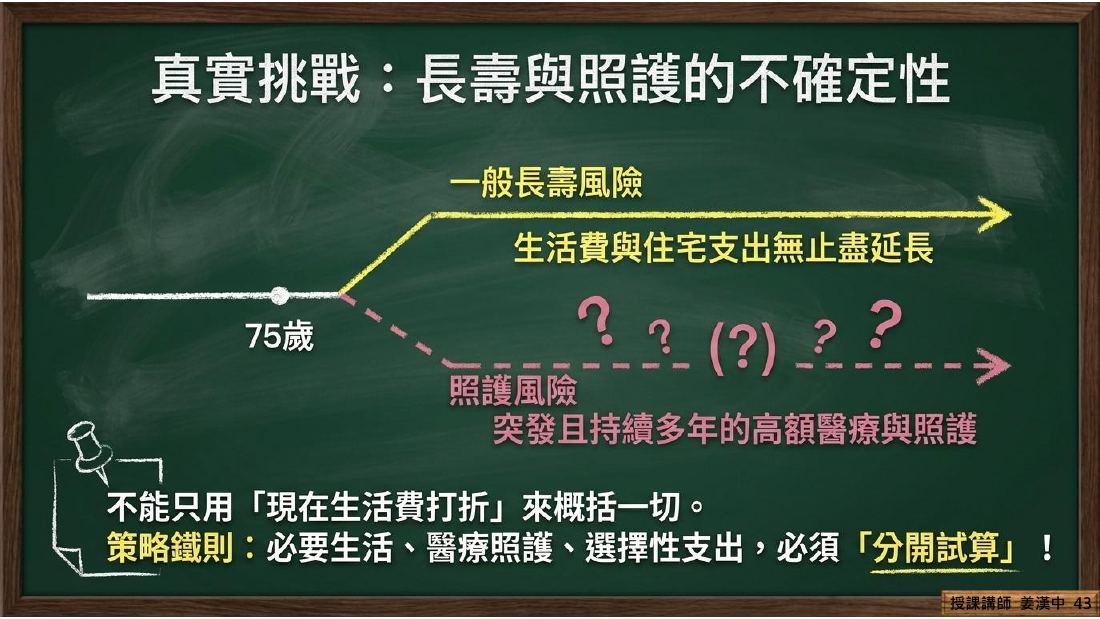 真實挑戰：長壽與照護的不確定性
一般長壽風險
生活費與住宅支出無止盡延長
75歲
? ? (?) ? ?
照護風險
突發且持續多年的高額醫療與照護
不能只用「現在生活費打折」來概括一切。
策略鐵則：必要生活、醫療照護、選擇性支出，必須「分開試算」！
授課講師 姜漢中 43